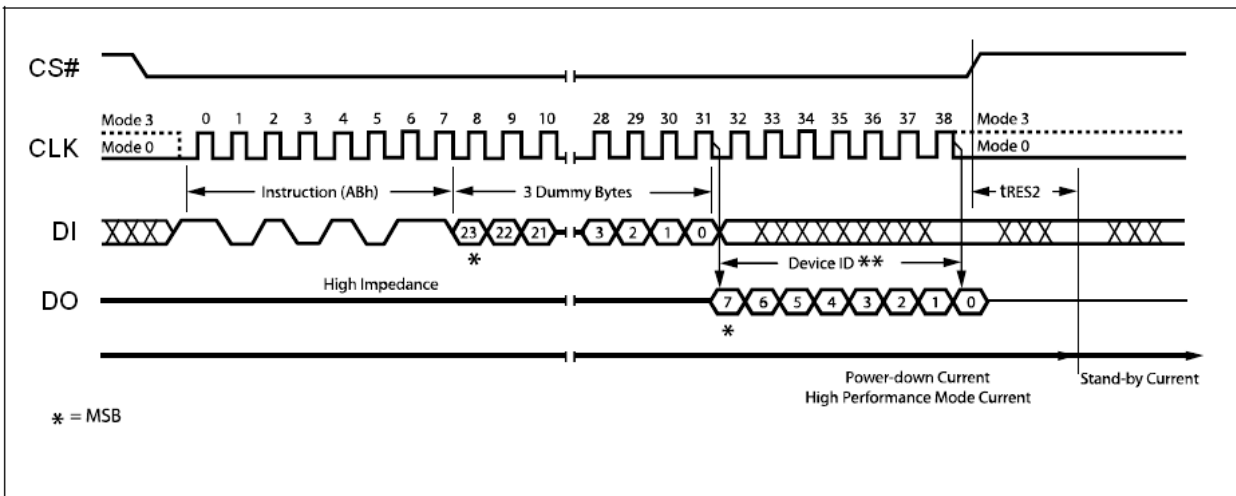 CS#
Mode 3 0 1 2 3 4 5 6 7 8 9 10 28 29 30 31 32 33 34 35 36 37 38 Mode 3
CLK Mode 0 Mode 0
Instruction (ABh) 3 Dummy Bytes tRES2
DI 23 22 21 3 2 1 0
*
Device ID **
High Impedance
DO 7 6 5 4 3 2 1 0
*
Power-down Current Stand-by Current
High Performance Mode Current
* = MSB